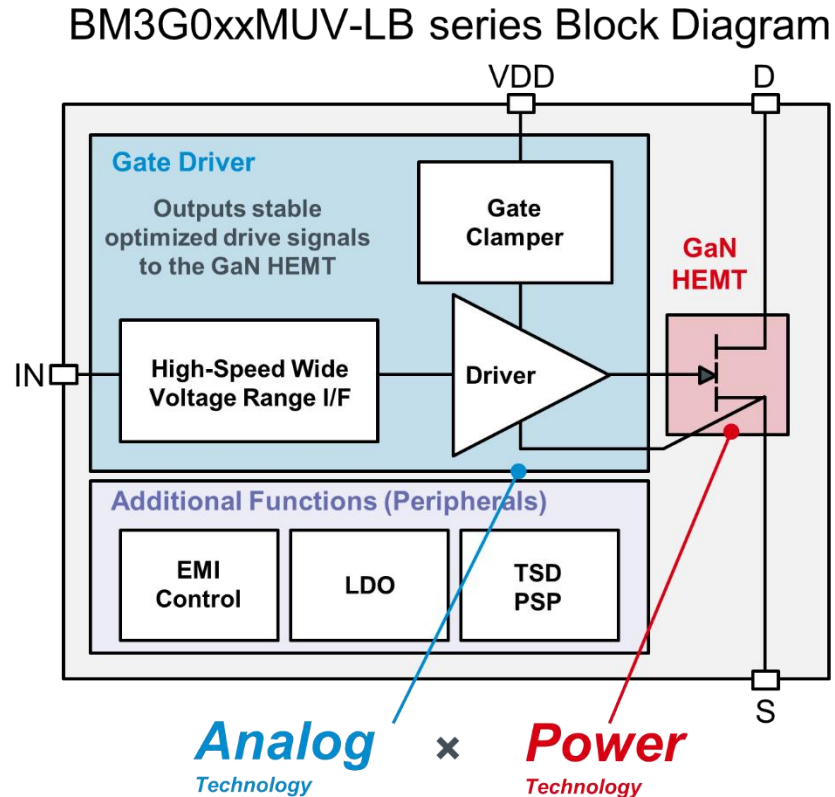 BM3G0xxMUV-LB series Block Diagram
VDD
D
Gate Driver
Outputs stable
optimized drive signals
to the GaN HEMT
Gate
Clamper
GaN
HEMT
IN
High-Speed Wide
Voltage Range I/F
Driver
Additional Functions (Peripherals)
EMI
Control
LDO
TSD
PSP
S
Analog × Power
Technology
Technology